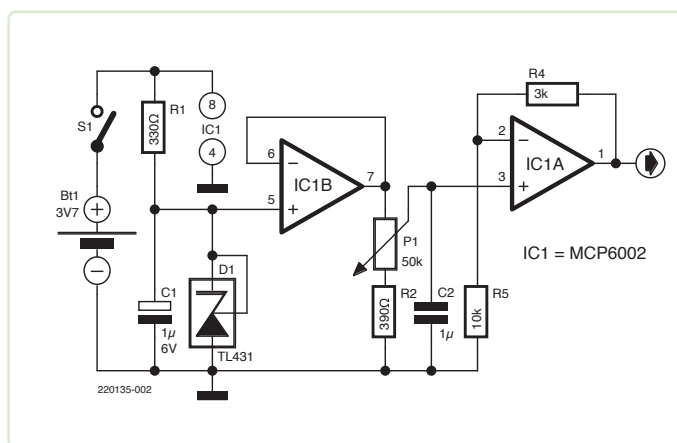 R4
3k
8
R1
330Ω
IC1
S1
2
−
6
−
4
IC1A
1
7
IC1B
3
+
Bt1
5
+
3V7
+
P1
IC1 = MCP6002
50k
D1
−
C1
R2
C2
R5
390Ω
10k
1µ
1µ
6V
TL431
220135-002